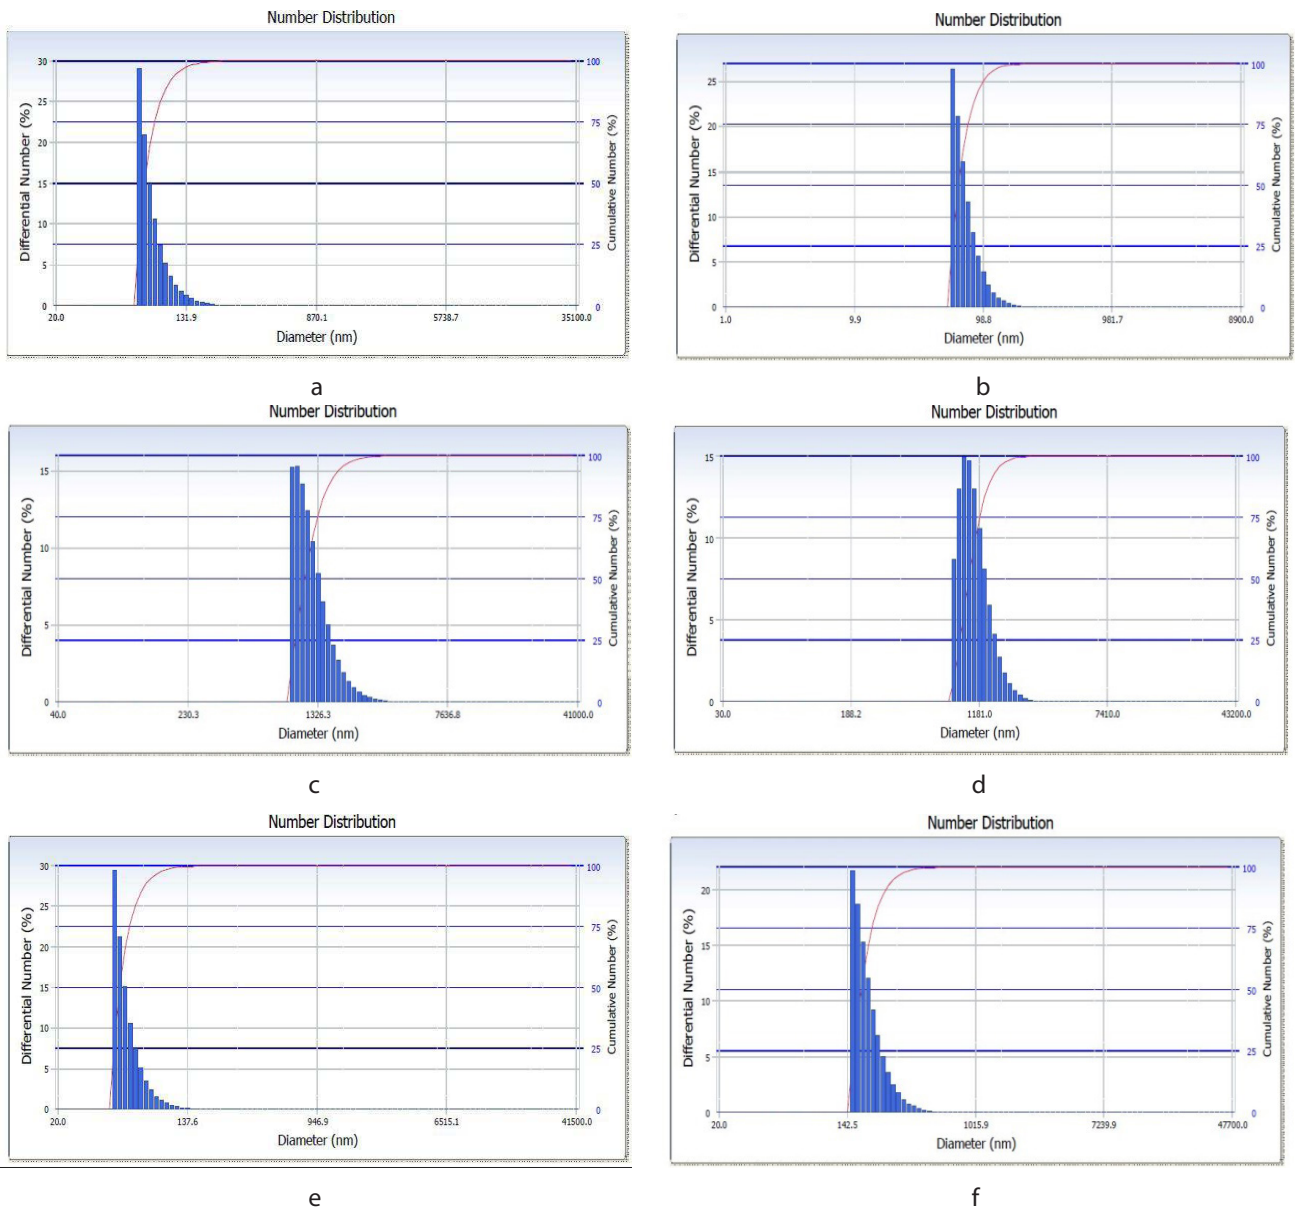 Number Distribution
Differential Number (%)
30
25
20
15
10
5
0
100
75
50
25
0
Cumulative Number (%)
20.0 131.9 870.1 5738.7 35100.0
Diameter (nm)
a
Number Distribution
Differential Number (%)
25
20
15
10
5
0
100
75
50
25
0
Cumulative Number (%)
1.0 9.9 98.8 981.7 8900.0
Diameter (nm)
b
Number Distribution
Differential Number (%)
15
10
5
0
100
75
50
25
0
Cumulative Number (%)
40.0 230.3 1326.3 7636.8 41000.0
Diameter (nm)
c
Number Distribution
Differential Number (%)
15
10
5
0
100
75
50
25
0
Cumulative Number (%)
30.0 188.2 1181.0 7410.0 43200.0
Diameter (nm)
d
Number Distribution
Differential Number (%)
30
25
20
15
10
5
0
100
75
50
25
0
Cumulative Number (%)
20.0 137.6 946.9 6515.1 41500.0
Diameter (nm)
e
Number Distribution
Differential Number (%)
20
15
10
5
0
100
75
50
25
0
Cumulative Number (%)
20.0 142.5 1015.9 7239.9 47700.0
Diameter (nm)
f